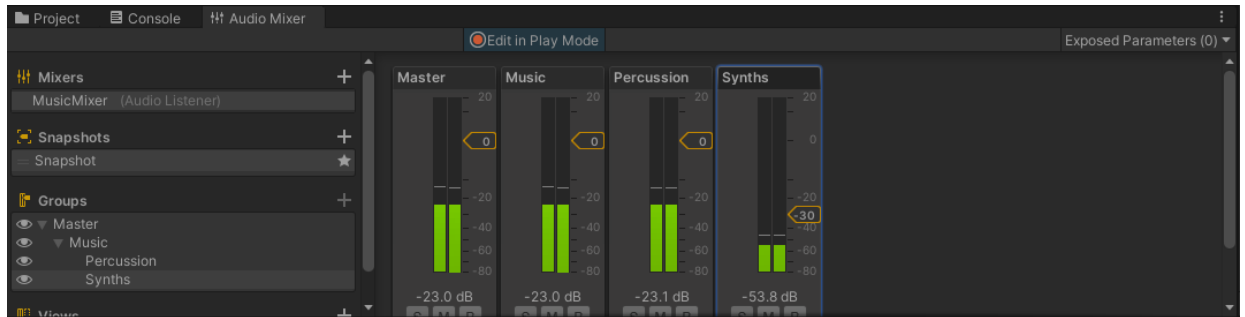 Project Console Audio Mixer
Edit in Play Mode Exposed Parameters (0)
Mixers
MusicMixer (Audio Listener)
Snapshots
Snapshot
Groups
Master
Music
Percussion
Synths
Views
Master
20
0
-20
-40
-60
-80
-23.0 dB
S M B
Music
20
0
-20
-40
-60
-80
-23.0 dB
S M B
Percussion
20
0
-20
-40
-60
-80
-23.1 dB
S M B
Synths
20
0
-20
-30
-40
-60
-80
-53.8 dB
S M B